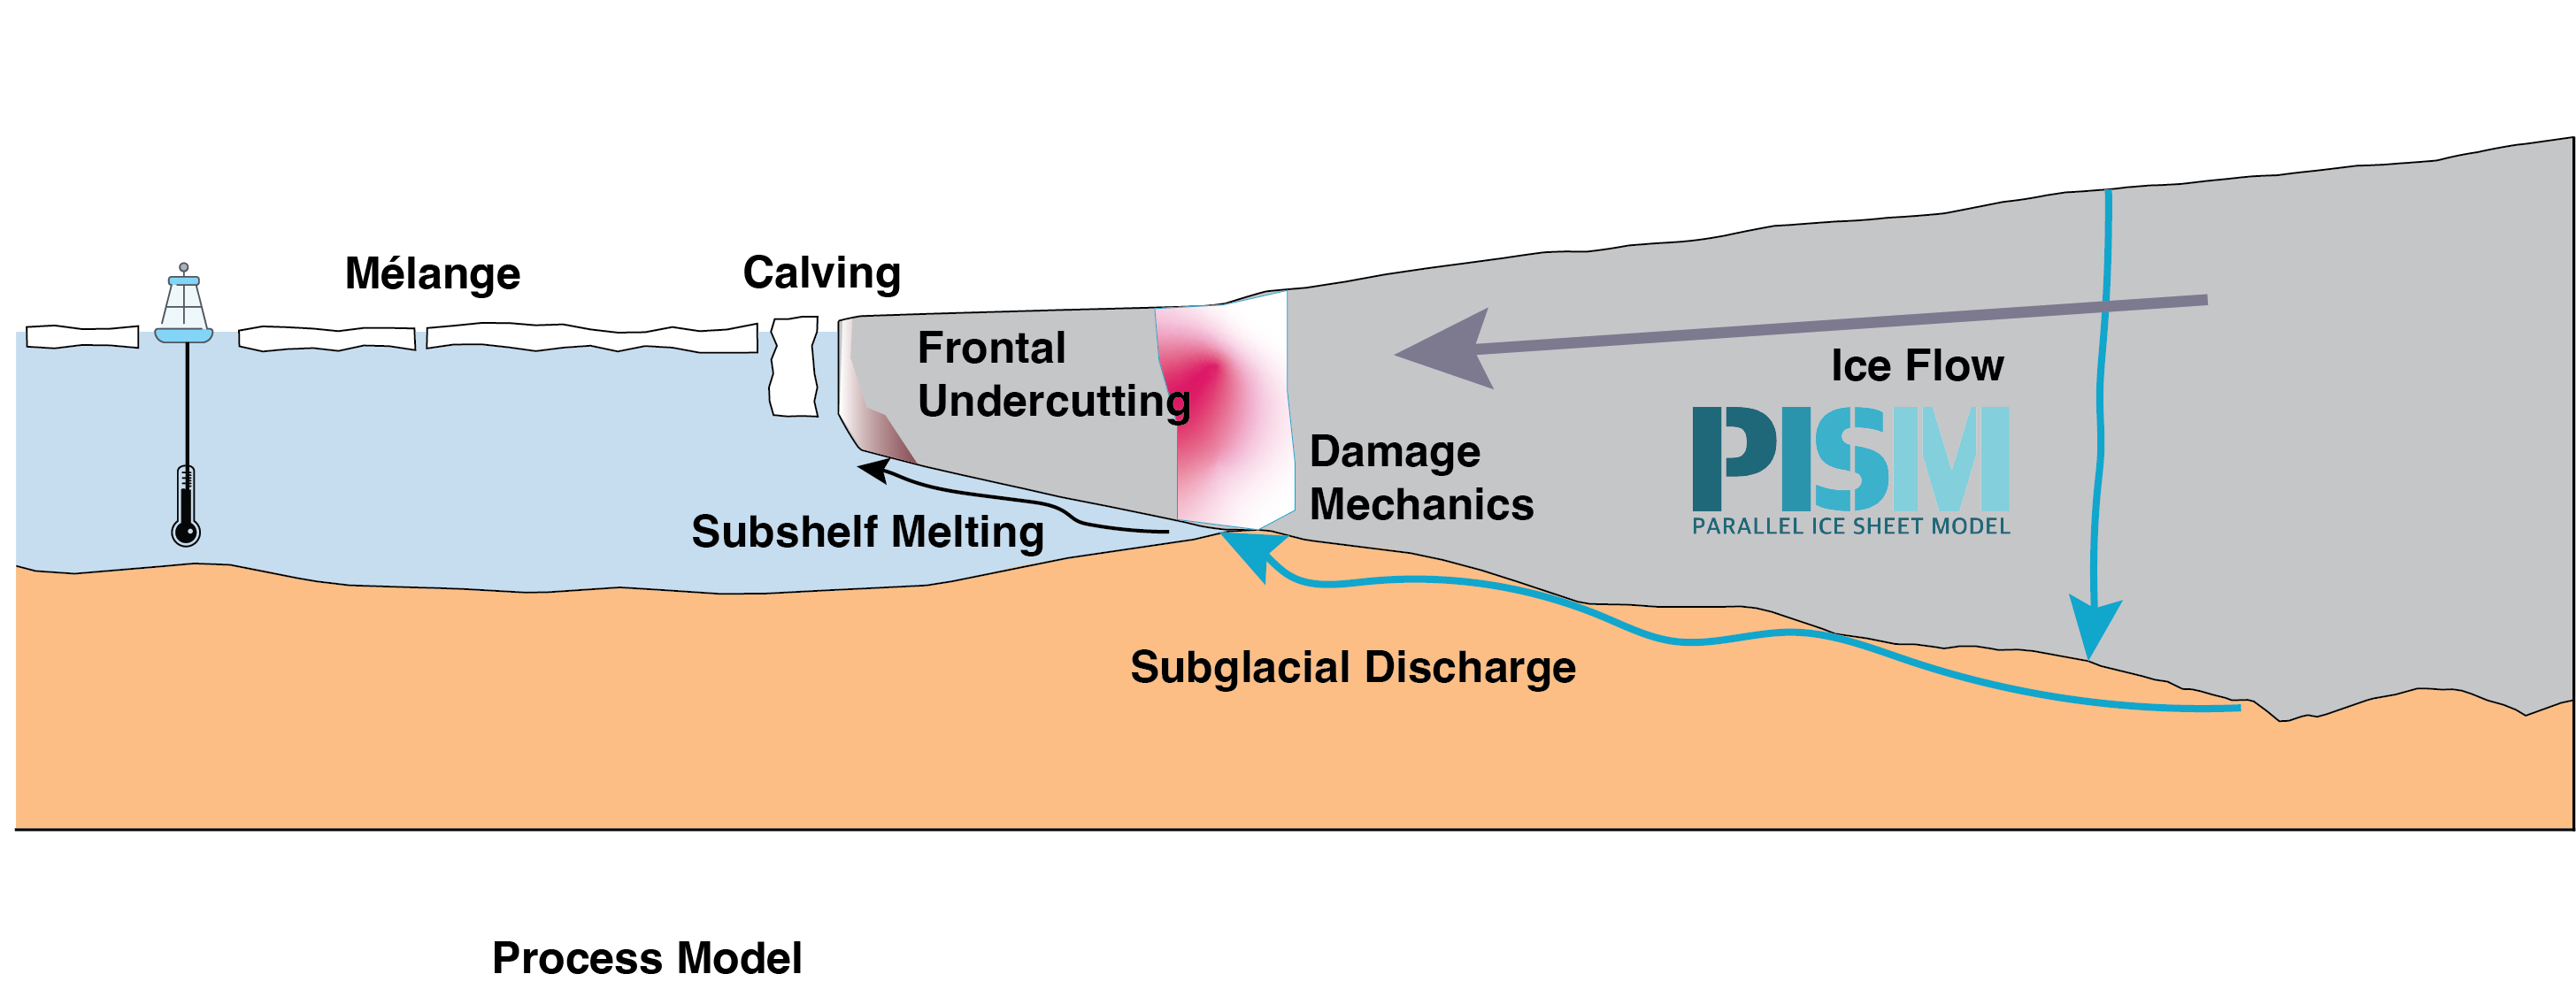 Mélange
Calving
Frontal
Undercutting
Ice Flow
Damage
Mechanics
PISM
PARALLEL ICE SHEET MODEL
Subshelf Melting
Subglacial Discharge
Process Model